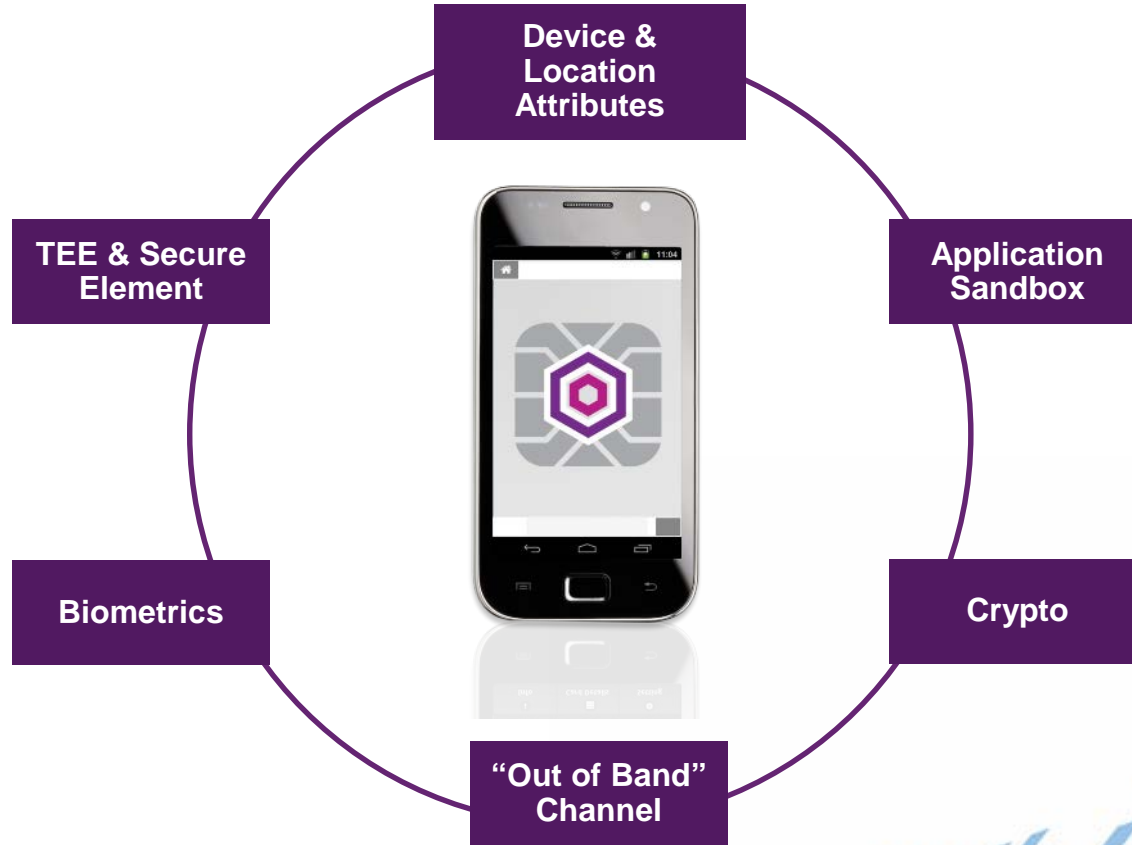 Device &
Location
Attributes
TEE & Secure
Element
Application
Sandbox
11:04
Biometrics
Crypto
“Out of Band”
Channel